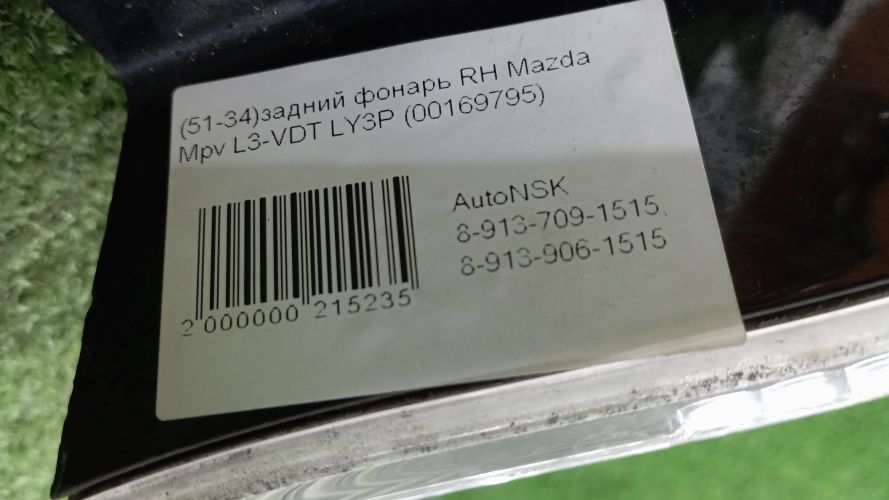 (51-34)задний фонарь RH Mazda
Mpv L3-VDT LY3P (00169795)
AutoNSK
8-913-709-1515,
8-913-906-1515
2 000000 215235